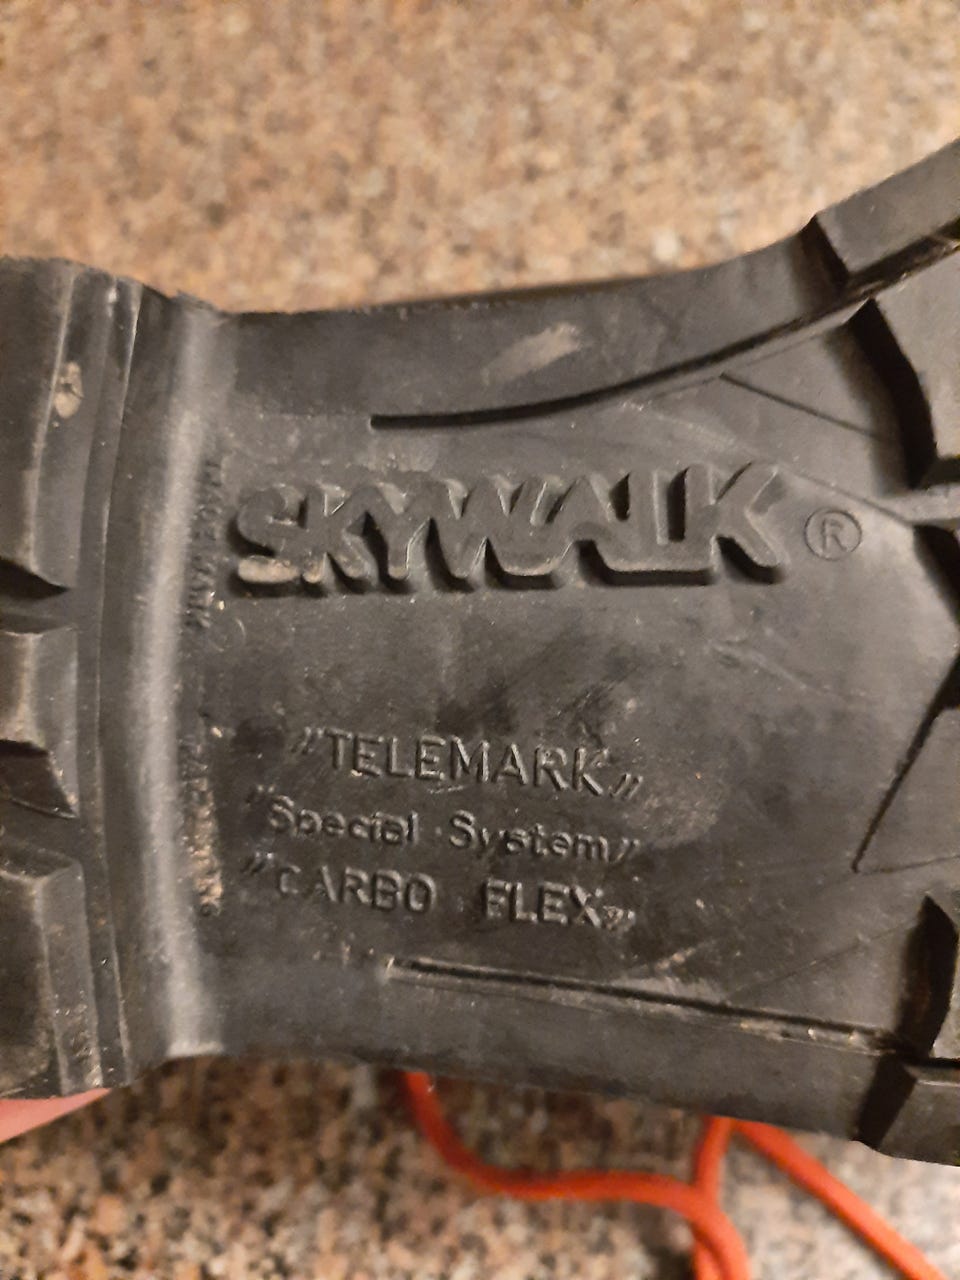 SKYWALK ®
"TELEMARK"
"Special System"
"CARBO FLEX"